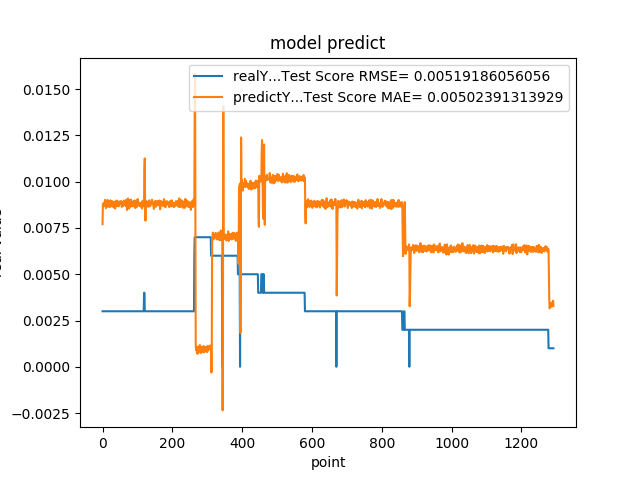 model predict
realY...Test Score RMSE= 0.00519186056056
predictY...Test Score MAE= 0.00502391313929
0.0150
0.0125
0.0100
0.0075
0.0050
0.0025
0.0000
−0.0025
0 200 400 600 800 1000 1200
point